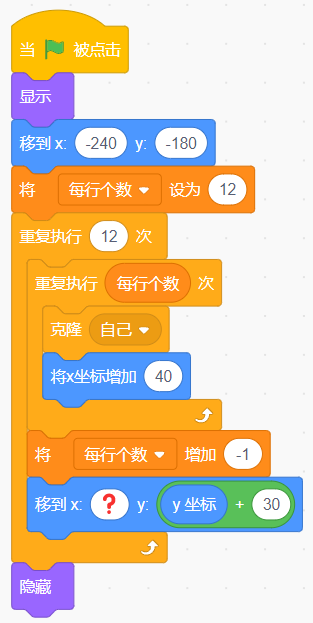 当 被点击
显示
移到 x: -240 y: -180
将 每行个数 设为 12
重复执行 12 次
重复执行 每行个数 次
克隆 自己
将x坐标增加 40
将 每行个数 增加 -1
移到 x: ❓ y: y 坐标 + 30
隐藏